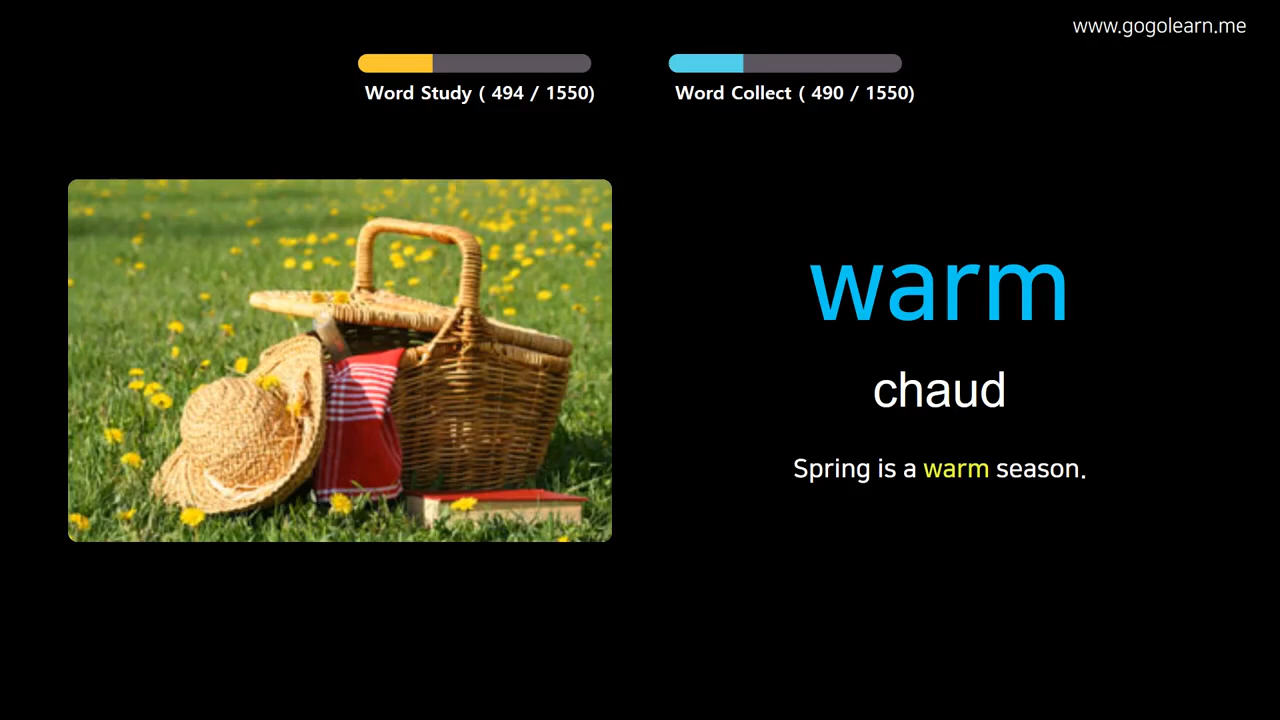 www.gogolearn.me
Word Study ( 494 / 1550)
Word Collect ( 490 / 1550)
warm
chaud
Spring is a warm season.